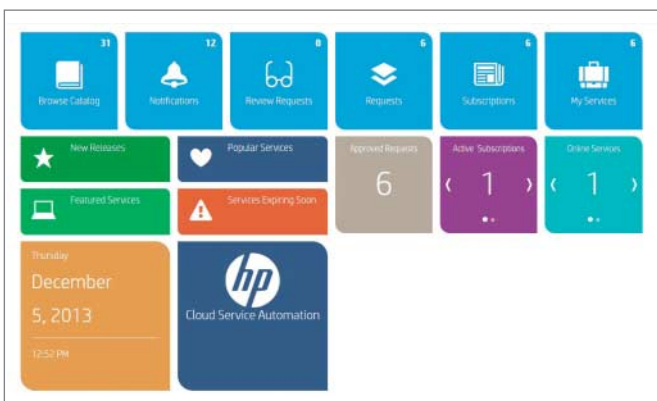 31
Browse Catalog
12
Notifications
0
Review Requests
6
Requests
6
Subscriptions
6
My Services
New Releases
Popular Services
Approved Requests
6
Active Subscriptions
1
Online Services
1
Featured Services
Services Expiring Soon
Thursday
December
5, 2013
12:52 PM
hp
Cloud Service Automation